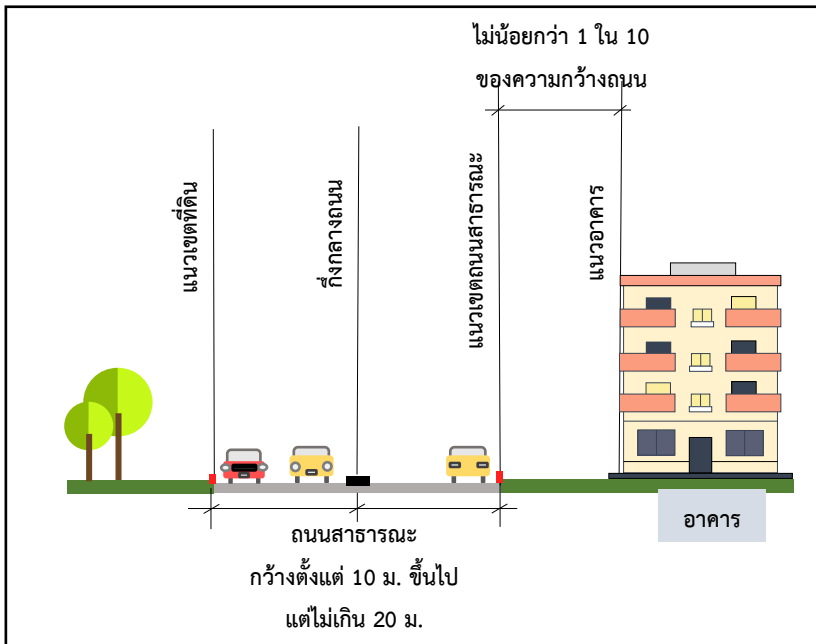 ไม่น้อยกว่า 1 ใน 10
ของความกว้างถนน
แนวเขตที่ดิน
กึ่งกลางถนน
แนวเขตถนนสาธารณะ
แนวอาคาร
อาคาร
ถนนสาธารณะ
กว้างตั้งแต่ 10 ม. ขึ้นไป
แต่ไม่เกิน 20 ม.